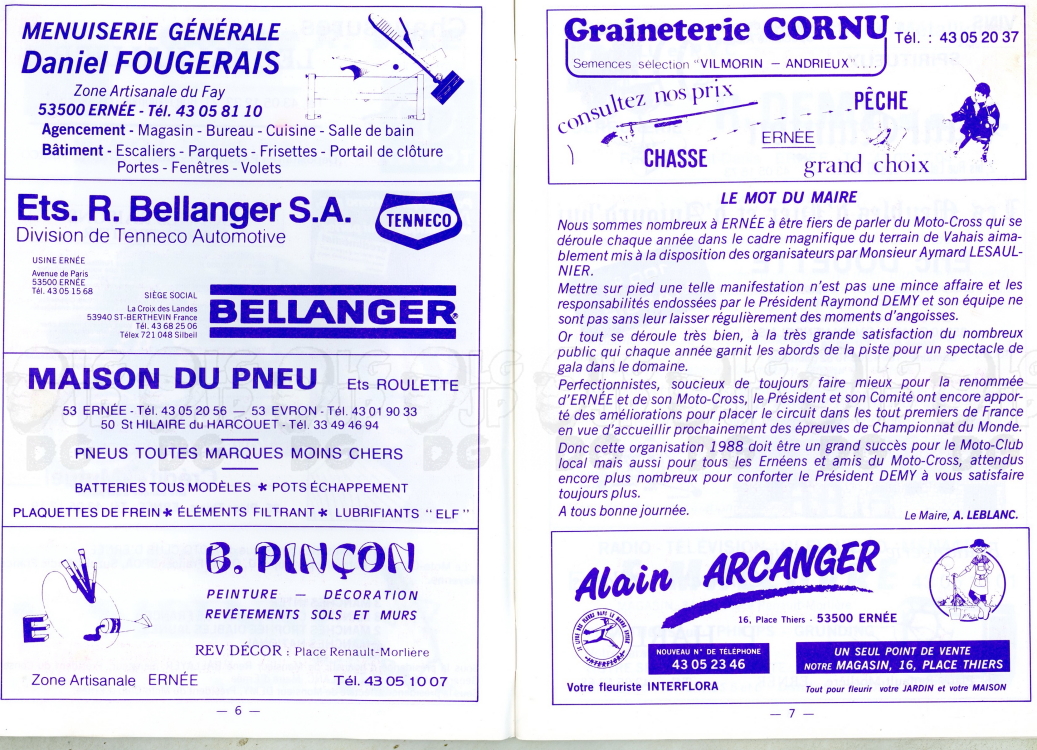 MENUISERIE GÉNÉRALE
Daniel FOUGERAIS
Zone Artisanale du Fay
53500 ERNÉE - Tél. 43 05 81 10
Agencement - Magasin - Bureau - Cuisine - Salle de bain
Bâtiment - Escaliers - Parquets - Frisettes - Portail de clôture
Portes - Fenêtres - Volets
Ets. R. Bellanger S.A.
Division de Tenneco Automotive
TENNECO
USINE ERNÉE
Avenue de Paris
53500 ERNÉE
Tél. 43 05 15 68
SIÈGE SOCIAL
La Croix des Landes
53940 ST-BERTHEVIN France
Tél. 43 68 25 06
Télex 721 048 Silbell
BELLANGER
MAISON DU PNEU Ets ROULETTE
53 ERNÉE - Tél. 43 05 20 56 — 53 EVRON - Tél. 43 01 90 33
50 St HILAIRE du HARCOUET - Tél. 33 49 46 94
PNEUS TOUTES MARQUES MOINS CHERS
BATTERIES TOUS MODÈLES * POTS ÉCHAPPEMENT
PLAQUETTES DE FREIN * ÉLÉMENTS FILTRANT * LUBRIFIANTS "ELF"
B. PINÇON
PEINTURE — DÉCORATION
REVÊTEMENTS SOLS ET MURS
REV DÉCOR : Place Renault-Morlière
Zone Artisanale ERNÉE Tél. 43 05 10 07
— 6 —
Graineterie CORNU Tél. : 43 05 20 37
Semences sélection "VILMORIN — ANDRIEUX"....
consultez nos prix
PÊCHE
ERNÉE
CHASSE
grand choix
LE MOT DU MAIRE
Nous sommes nombreux à ERNÉE à être fiers de parler du Moto-Cross qui se
déroule chaque année dans le cadre magnifique du terrain de Vahais aima-
blement mis à la disposition des organisateurs par Monsieur Aymard LESAUL-
NIER.
Mettre sur pied une telle manifestation n'est pas une mince affaire et les
responsabilités endossées par le Président Raymond DEMY et son équipe ne
sont pas sans leur laisser régulièrement des moments d'angoisses.
Or tout se déroule très bien, à la très grande satisfaction du nombreux
public qui chaque année garnit les abords de la piste pour un spectacle de
gala dans le domaine.
Perfectionnistes, soucieux de toujours faire mieux pour la renommée
d'ERNÉE et de son Moto-Cross, le Président et son Comité ont encore appor-
té des améliorations pour placer le circuit dans les tout premiers de France
en vue d'accueillir prochainement des épreuves de Championnat du Monde.
Donc cette organisation 1988 doit être un grand succès pour le Moto-Club
local mais aussi pour tous les Ernéens et amis du Moto-Cross, attendus
encore plus nombreux pour conforter le Président DEMY à vous satisfaire
toujours plus.
A tous bonne journée.
Le Maire, A. LEBLANC.
Alain ARCANGER
16, Place Thiers - 53500 ERNÉE
INTERFLORA
NOUVEAU N° DE TÉLÉPHONE
43 05 23 46
UN SEUL POINT DE VENTE
NOTRE MAGASIN, 16, PLACE THIERS
Votre fleuriste INTERFLORA
Tout pour fleurir votre JARDIN et votre MAISON
— 7 —